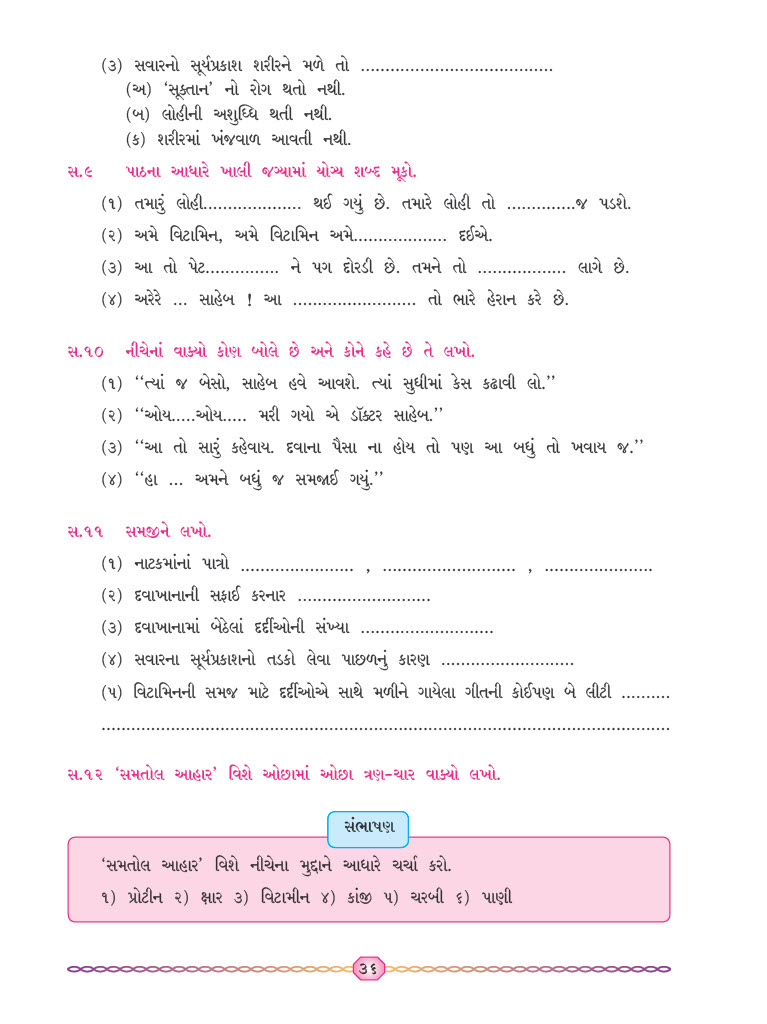 (૩) સવારનો સૂર્યપ્રકાશ શરીરને મળે તો .......................................
(અ) ‘સૂક્તાન’ નો રોગ થતો નથી.
(બ) લોહીની અશુધ્ધિ થતી નથી.
(ક) શરીરમાં ખંજવાળ આવતી નથી.
સ.૯ પાઠના આધારે ખાલી જગ્યામાં યોગ્ય શબ્દ મૂકો.
(૧) તમારું લોહી.................... થઈ ગયું છે. તમારે લોહી તો ..............જ પડશે.
(૨) અમે વિટામિન, અમે વિટામિન અમે................... દઈએ.
(૩) આ તો પેટ............... ને પગ દોરડી છે. તમને તો .................. લાગે છે.
(૪) અરેરે ... સાહેબ ! આ ......................... તો ભારે હેરાન કરે છે.
સ.૧૦ નીચેનાં વાક્યો કોણ બોલે છે અને કોને કહે છે તે લખો.
(૧) ‘‘ત્યાં જ બેસો, સાહેબ હવે આવશે. ત્યાં સુધીમાં કેસ કઢાવી લો.’’
(૨) ‘‘ઓય.....ઓય..... મરી ગયો એ ડૉક્ટર સાહેબ.’’
(૩) ‘‘આ તો સારું કહેવાય. દવાના પૈસા ના હોય તો પણ આ બધું તો ખવાય જ.’’
(૪) ‘‘હા ... અમને બધું જ સમજાઈ ગયું.’’
સ.૧૧ સમજીને લખો.
(૧) નાટકમાંનાં પાત્રો ....................... , ........................... , ......................
(૨) દવાખાનાની સફાઈ કરનાર ...........................
(૩) દવાખાનામાં બેઠેલાં દર્દીઓની સંખ્યા ...........................
(૪) સવારના સૂર્યપ્રકાશનો તડકો લેવા પાછળનું કારણ ...........................
(૫) વિટામિનની સમજ માટે દર્દીઓએ સાથે મળીને ગાયેલા ગીતની કોઈપણ બે લીટી ..........
...................................................................................................................
સ.૧૨ ‘સમતોલ આહાર’ વિશે ઓછામાં ઓછા ત્રણ-ચાર વાક્યો લખો.
સંભાષણ
‘સમતોલ આહાર’ વિશે નીચેના મુદ્દાને આધારે ચર્ચા કરો.
૧) પ્રોટીન ૨) ક્ષાર ૩) વિટામીન ૪) કાંજી ૫) ચરબી ૬) પાણી
૩૬